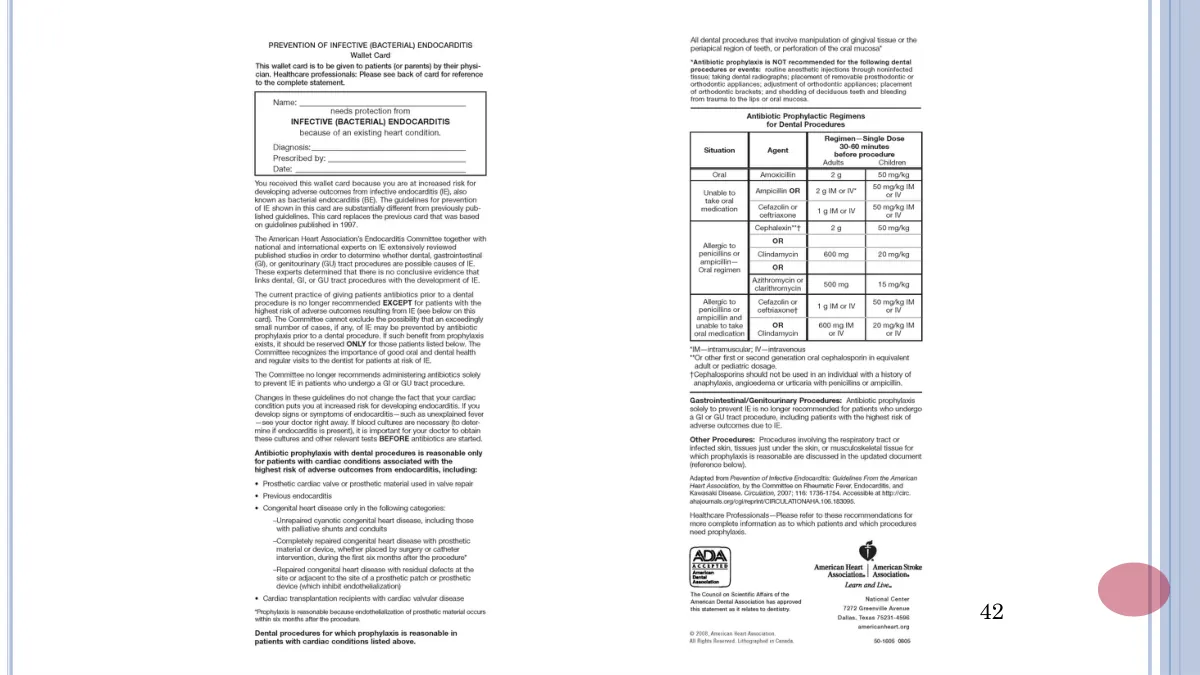 PREVENTION OF INFECTIVE (BACTERIAL) ENDOCARDITIS
Wallet Card
This wallet card is to be given to patients (or parents) by their physi-
cian. Healthcare professionals: Please see back of card for reference
to the complete statement.
Name:
needs protection from
INFECTIVE (BACTERIAL) ENDOCARDITIS
because of an existing heart condition.
Diagnosis:
Prescribed by:
Date:
You received this wallet card because you are at increased risk for
developing adverse outcomes from infective endocarditis (IE), also
known as bacterial endocarditis (BE). The guidelines for prevention
of IE shown in this card are substantially different from previously pub-
lished guidelines. This card replaces the previous card that was based
on guidelines published in 1997.
The American Heart Association's Endocarditis Committee together with
national and international experts on IE extensively reviewed
published studies in order to determine whether dental, gastrointestinal
(GI), or genitourinary (GU) tract procedures are possible causes of IE.
These experts determined that there is no conclusive evidence that
links dental, GI, or GU tract procedures with the development of IE.
The current practice of giving patients antibiotics prior to a dental
procedure is no longer recommended EXCEPT for patients with the
highest risk of adverse outcomes resulting from IE (see below on this
card). The Committee cannot exclude the possibility that an exceedingly
small number of cases, if any, of IE may be prevented by antibiotic
prophylaxis prior to a dental procedure. If such benefit from prophylaxis
exists, it should be reserved ONLY for those patients listed below. The
Committee recognizes the importance of good oral and dental health
and regular visits to the dentist for patients at risk of IE.
The Committee no longer recommends administering antibiotics solely
to prevent IE in patients who undergo a GI or GU tract procedure.
Changes in these guidelines do not change the fact that your cardiac
condition puts you at increased risk for developing endocarditis. If you
develop signs or symptoms of endocarditis—such as unexplained fever
—see your doctor right away. If blood cultures are necessary (to deter-
mine if endocarditis is present), it is important for your doctor to obtain
these cultures and other relevant tests BEFORE antibiotics are started.
Antibiotic prophylaxis with dental procedures is reasonable only
for patients with cardiac conditions associated with the
highest risk of adverse outcomes from endocarditis, including:
• Prosthetic cardiac valve or prosthetic material used in valve repair
• Previous endocarditis
• Congenital heart disease only in the following categories:
–Unrepaired cyanotic congenital heart disease, including those
with palliative shunts and conduits
–Completely repaired congenital heart disease with prosthetic
material or device, whether placed by surgery or catheter
intervention, during the first six months after the procedure*
–Repaired congenital heart disease with residual defects at the
site or adjacent to the site of a prosthetic patch or prosthetic
device (which inhibit endothelialization)
• Cardiac transplantation recipients with cardiac valvular disease
*Prophylaxis is reasonable because endothelialization of prosthetic material occurs
within six months after the procedure.
Dental procedures for which prophylaxis is reasonable in
patients with cardiac conditions listed above.
All dental procedures that involve manipulation of gingival tissue or the
periapical region of teeth, or perforation of the oral mucosa*
*Antibiotic prophylaxis is NOT recommended for the following dental
procedures or events: routine anesthetic injections through noninfected
tissue; taking dental radiographs; placement of removable prosthodontic or
orthodontic appliances; adjustment of orthodontic appliances; placement
of orthodontic brackets; and shedding of deciduous teeth and bleeding
from trauma to the lips or oral mucosa.
Antibiotic Prophylactic Regimens
for Dental Procedures
Situation
Agent
Regimen—Single Dose
30-60 minutes
before procedure
Adults Children
Oral Amoxicillin 2 g 50 mg/kg
Unable to
take oral
medication
Ampicillin OR 2 g IM or IV* 50 mg/kg IM
or IV
Cefazolin or
ceftriaxone 1 g IM or IV 50 mg/kg IM
or IV
Allergic to
penicillins or
ampicillin—
Oral regimen
Cephalexin**† 2 g 50 mg/kg
OR
Clindamycin 600 mg 20 mg/kg
OR
Azithromycin or
clarithromycin 500 mg 15 mg/kg
Allergic to
penicillins or
ampicillin and
unable to take
oral medication
Cefazolin or
ceftriaxone† 1 g IM or IV 50 mg/kg IM
or IV
OR
Clindamycin 600 mg IM
or IV 20 mg/kg IM
or IV
*IM—intramuscular; IV—intravenous
**Or other first or second generation oral cephalosporin in equivalent
adult or pediatric dosage.
†Cephalosporins should not be used in an individual with a history of
anaphylaxis, angioedema or urticaria with penicillins or ampicillin.
Gastrointestinal/Genitourinary Procedures: Antibiotic prophylaxis
solely to prevent IE is no longer recommended for patients who undergo
a GI or GU tract procedure, including patients with the highest risk of
adverse outcomes due to IE.
Other Procedures: Procedures involving the respiratory tract or
infected skin, tissues just under the skin, or musculoskeletal tissue for
which prophylaxis is reasonable are discussed in the updated document
(reference below).
Adapted from Prevention of Infective Endocarditis: Guidelines From the American
Heart Association, by the Committee on Rheumatic Fever, Endocarditis, and
Kawasaki Disease. Circulation, 2007; 116: 1736-1754. Accessible at http://circ.
ahajournals.org/cgi/reprint/CIRCULATIONAHA.106.183095.
Healthcare Professionals—Please refer to these recommendations for
more complete information as to which patients and which procedures
need prophylaxis.
ADA
ACCEPTED
American
Dental
Association
American Heart Association®
American Stroke Association®
Learn and Live℠
The Council on Scientific Affairs of the
American Dental Association has approved
this statement as it relates to dentistry.
National Center
7272 Greenville Avenue
Dallas, Texas 75231-4596
americanheart.org
© 2008, American Heart Association.
All Rights Reserved. Lithographed in Canada.
50-1605 0805
42